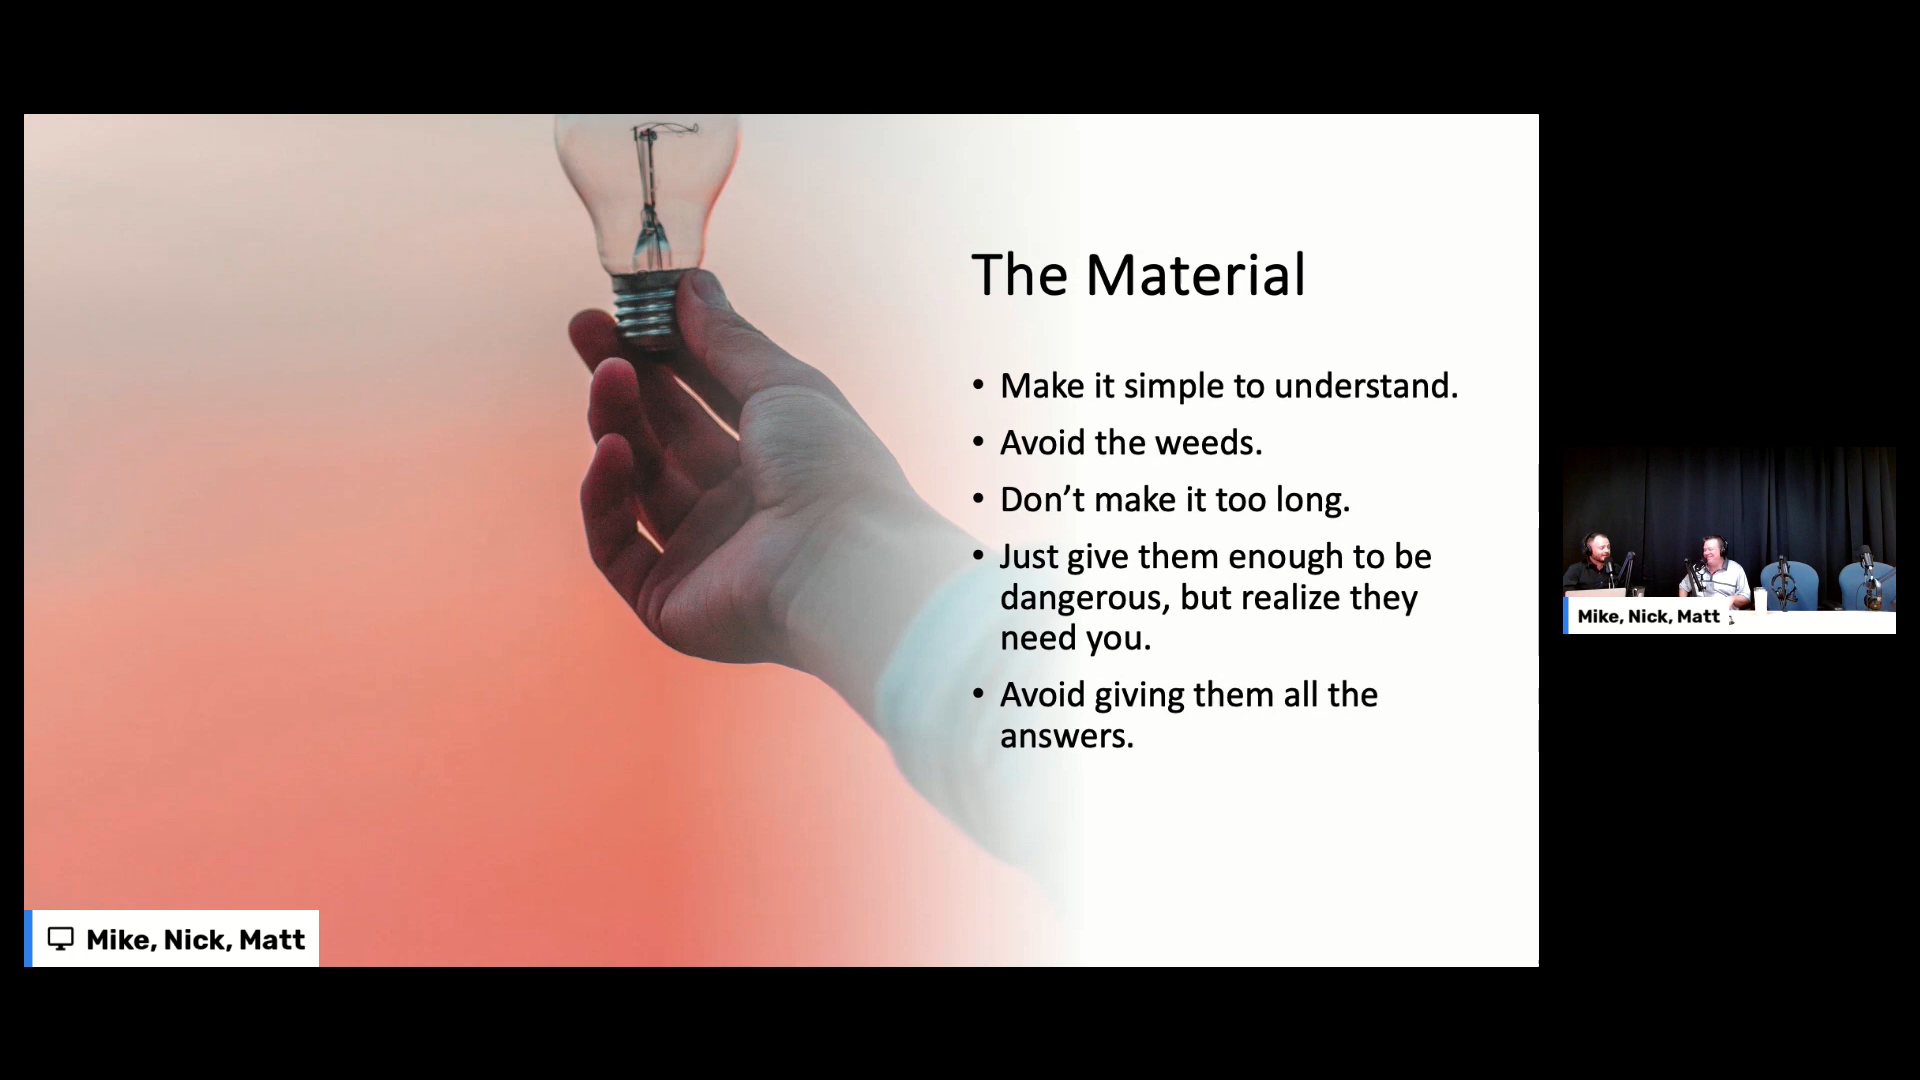 The Material
• Make it simple to understand.
• Avoid the weeds.
• Don’t make it too long.
• Just give them enough to be
dangerous, but realize they
need you.
• Avoid giving them all the
answers.
Mike, Nick, Matt
Mike, Nick, Matt